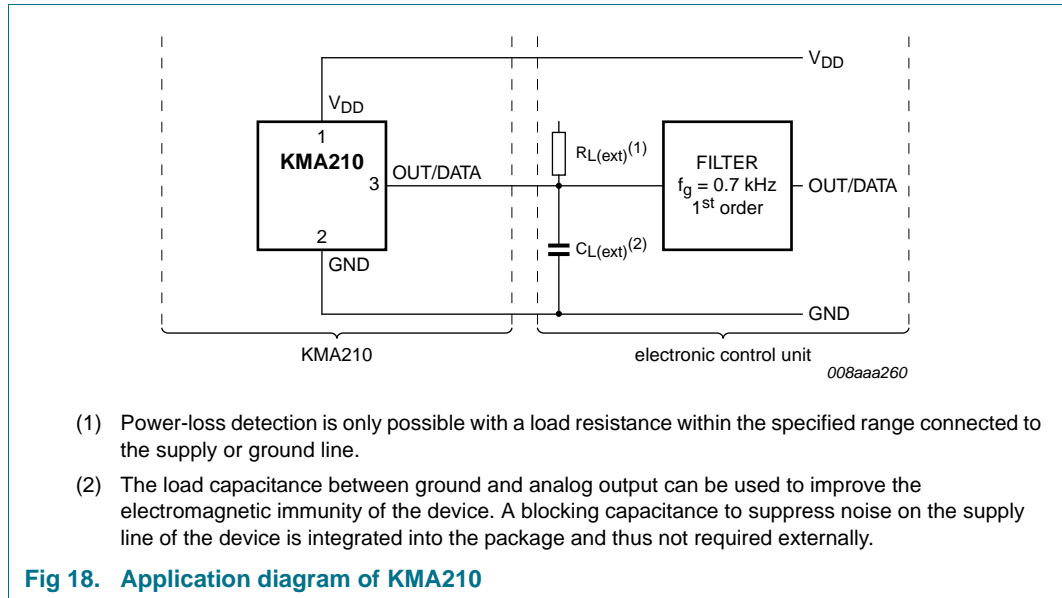 VDD
VDD
1
KMA210
3
OUT/DATA
2
GND
RL(ext)(1)
CL(ext)(2)
FILTER
fg = 0.7 kHz
1st order
OUT/DATA
GND
KMA210
electronic control unit
008aaa260
(1) Power-loss detection is only possible with a load resistance within the specified range connected to
the supply or ground line.
(2) The load capacitance between ground and analog output can be used to improve the
electromagnetic immunity of the device. A blocking capacitance to suppress noise on the supply
line of the device is integrated into the package and thus not required externally.
Fig 18. Application diagram of KMA210